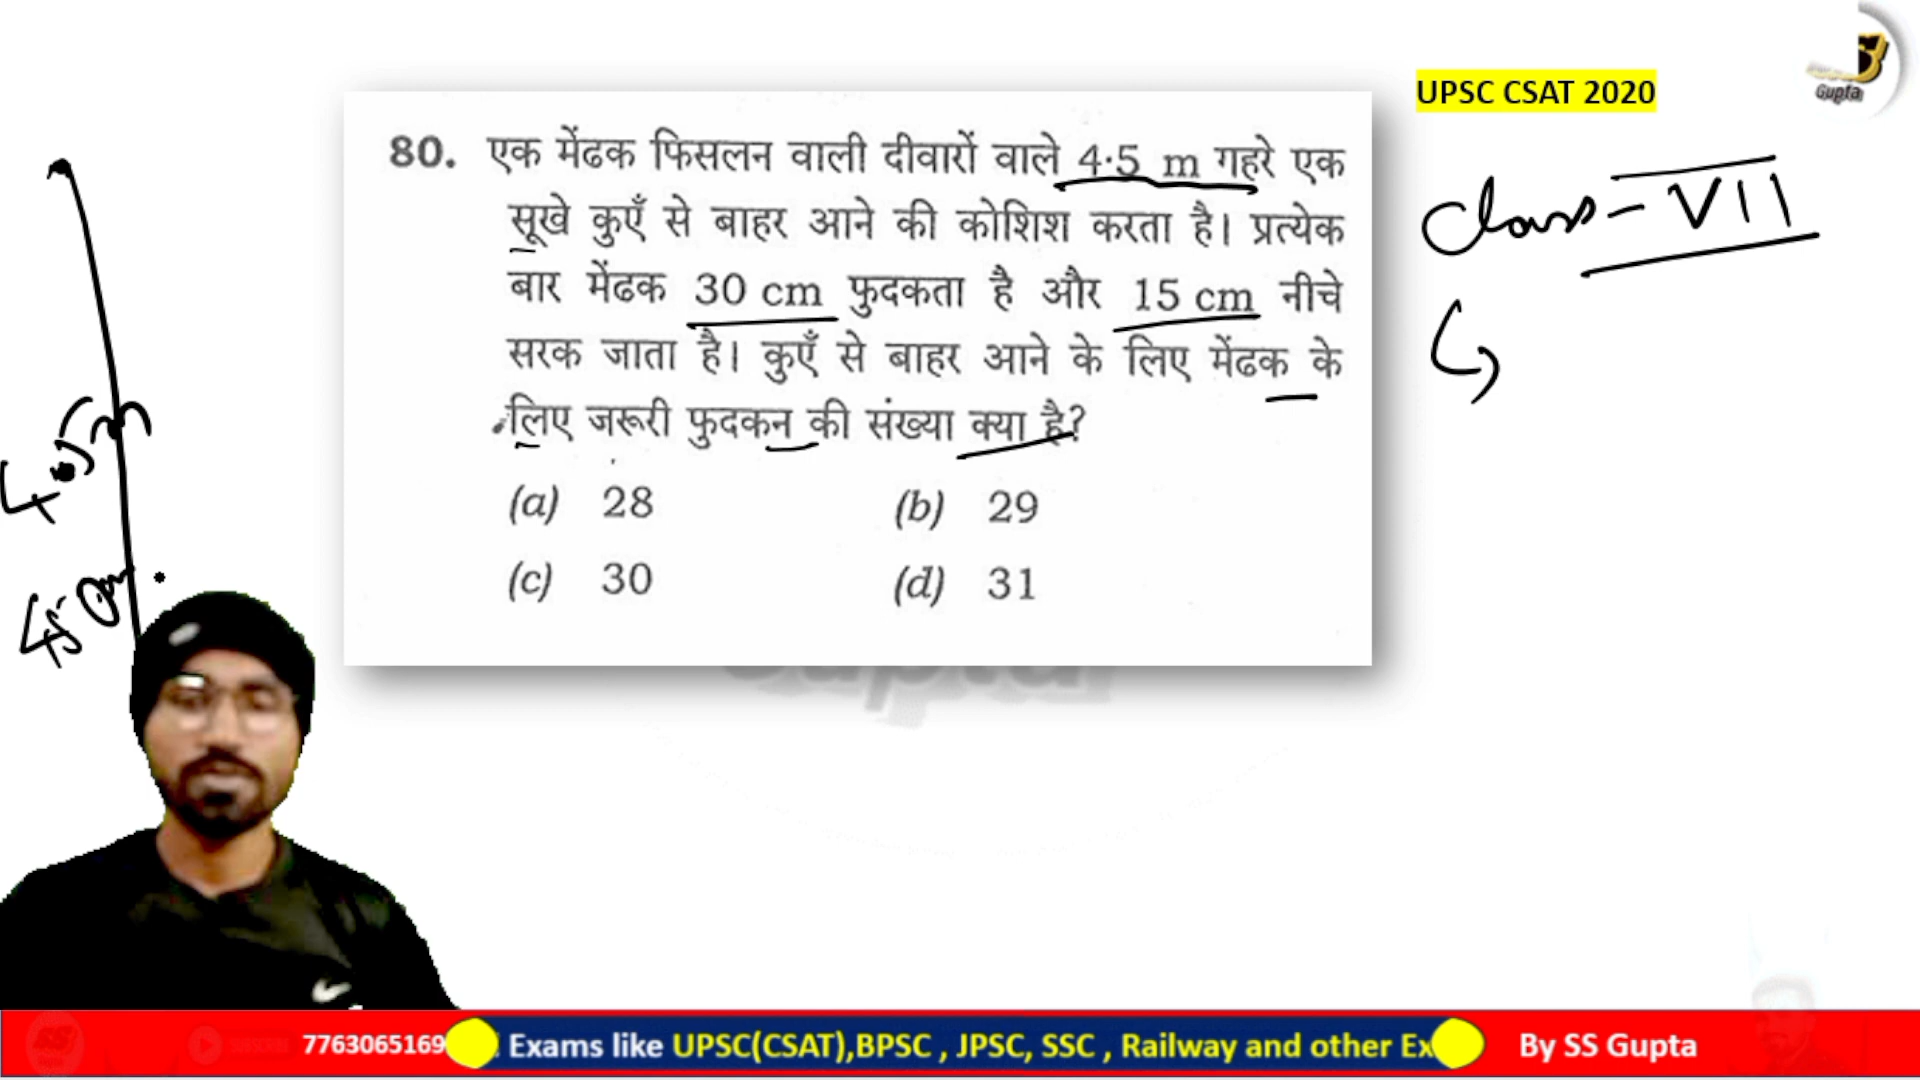 UPSC CSAT 2020
Gupta
80. एक मेंढक फिसलन वाली दीवारों वाले 4·5 m गहरे एक
सूखे कुएँ से बाहर आने की कोशिश करता है। प्रत्येक
बार मेंढक 30 cm फुदकता है और 15 cm नीचे
सरक जाता है। कुएँ से बाहर आने के लिए मेंढक के
लिए जरूरी फुदकन की संख्या क्या है?
(a) 28 (b) 29
(c) 30 (d) 31
class - VII
4.5m
450cm
7763065169 Exams like UPSC(CSAT),BPSC , JPSC, SSC , Railway and other Ex By SS Gupta